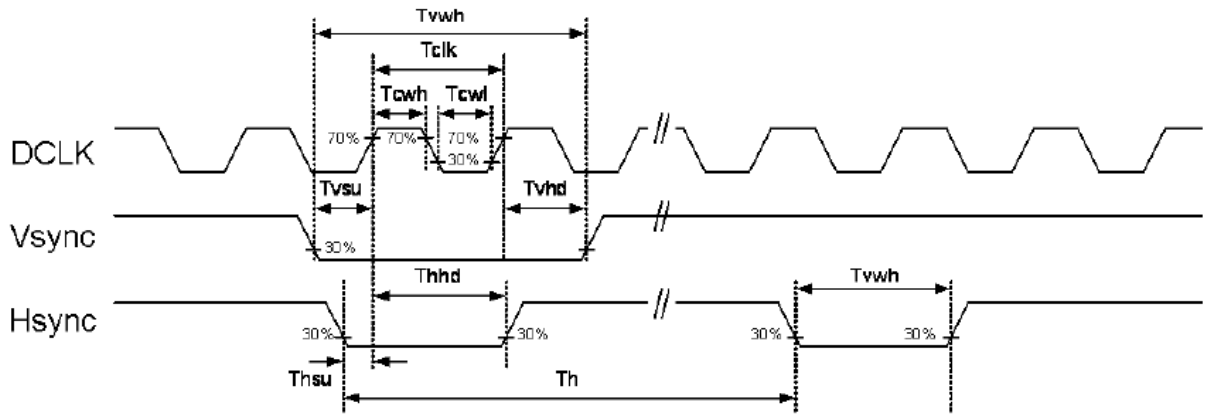 Tvwh
Tclk
Tcwh Tcwl
DCLK 70% 70% 70%
30%
Tvsu Tvhd
Vsync 30%
Thhd Tvwh
Hsync 30% 30% 30% 30%
Thsu Th